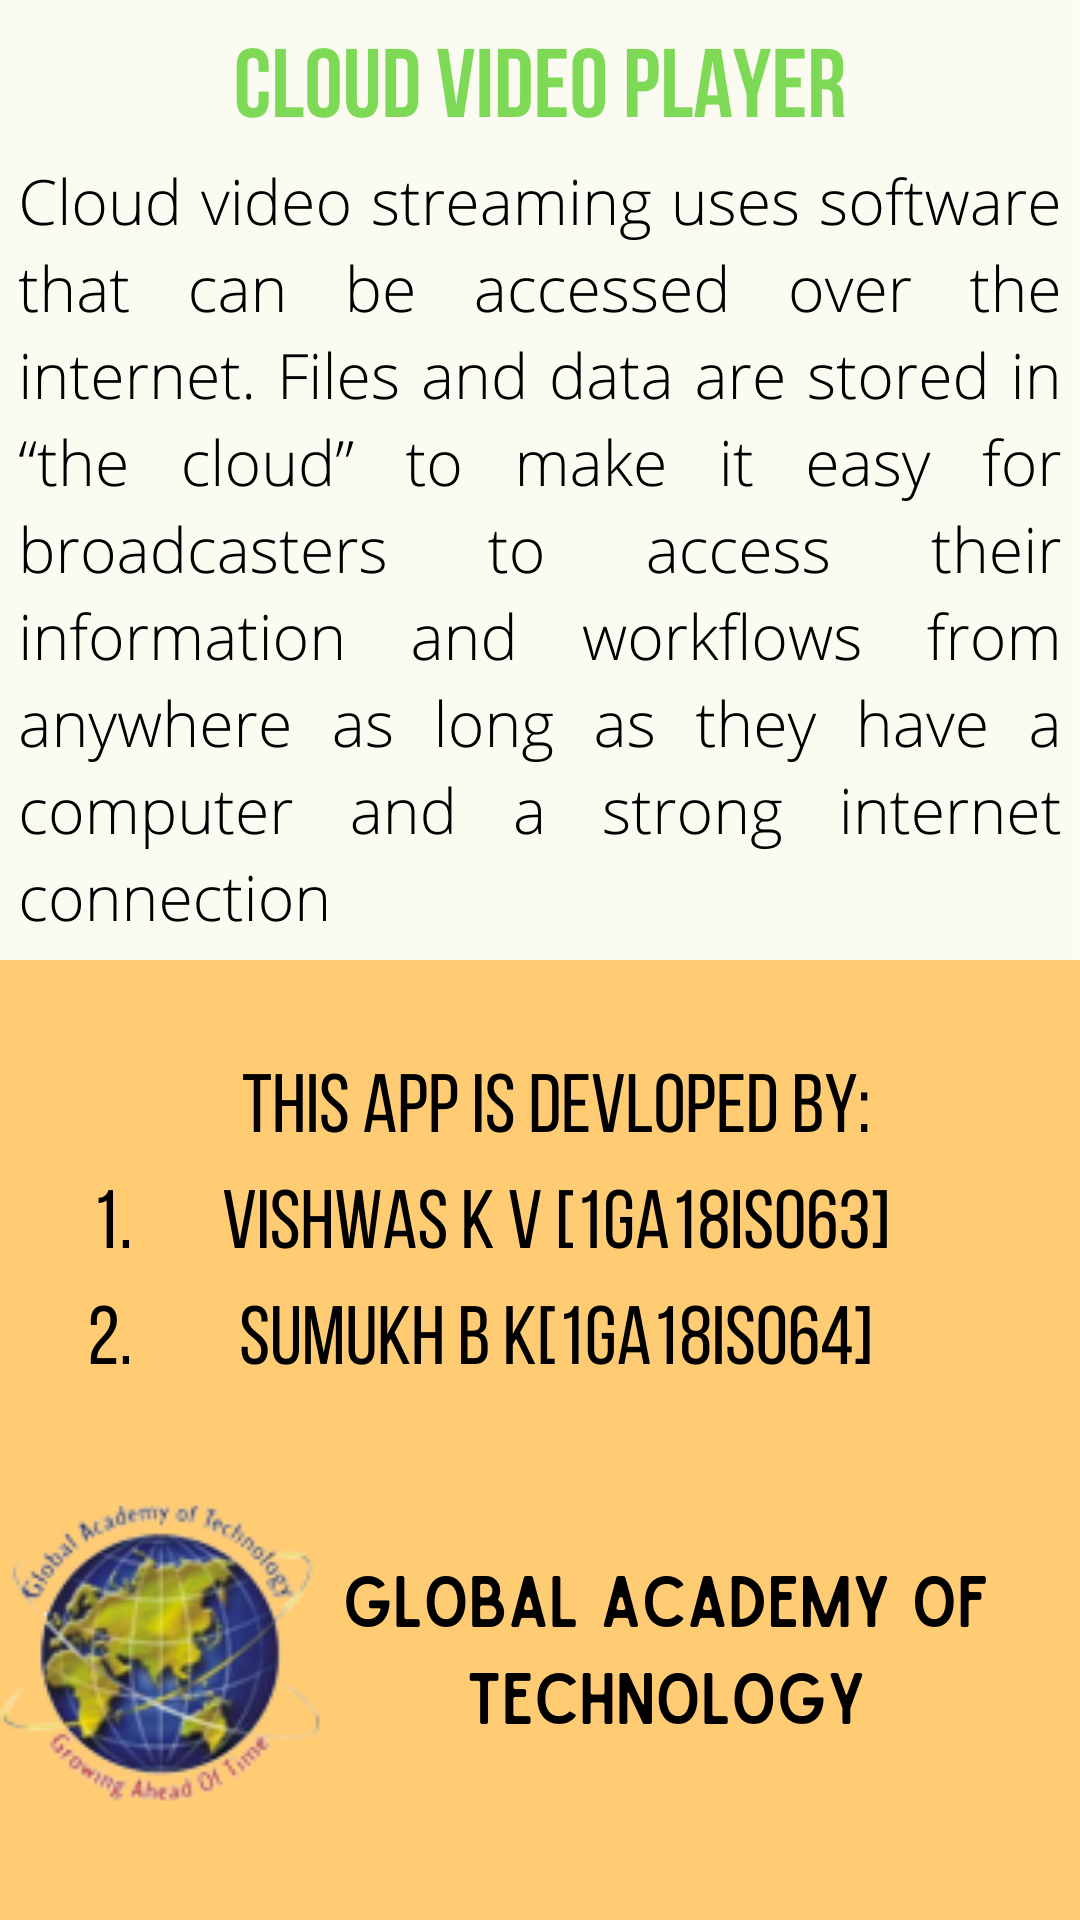 CLOUD VIDEO PLAYER
Cloud video streaming uses software
that can be accessed over the
internet. Files and data are stored in
“the cloud” to make it easy for
broadcasters to access their
information and workflows from
anywhere as long as they have a
computer and a strong internet
connection
THIS APP IS DEVLOPED BY:
1. VISHWAS K V [1GA18IS063]
2. SUMUKH B K[1GA18IS064]
Global Academy of Technology
Growing Ahead Of Time
GLOBAL ACADEMY OF
TECHNOLOGY